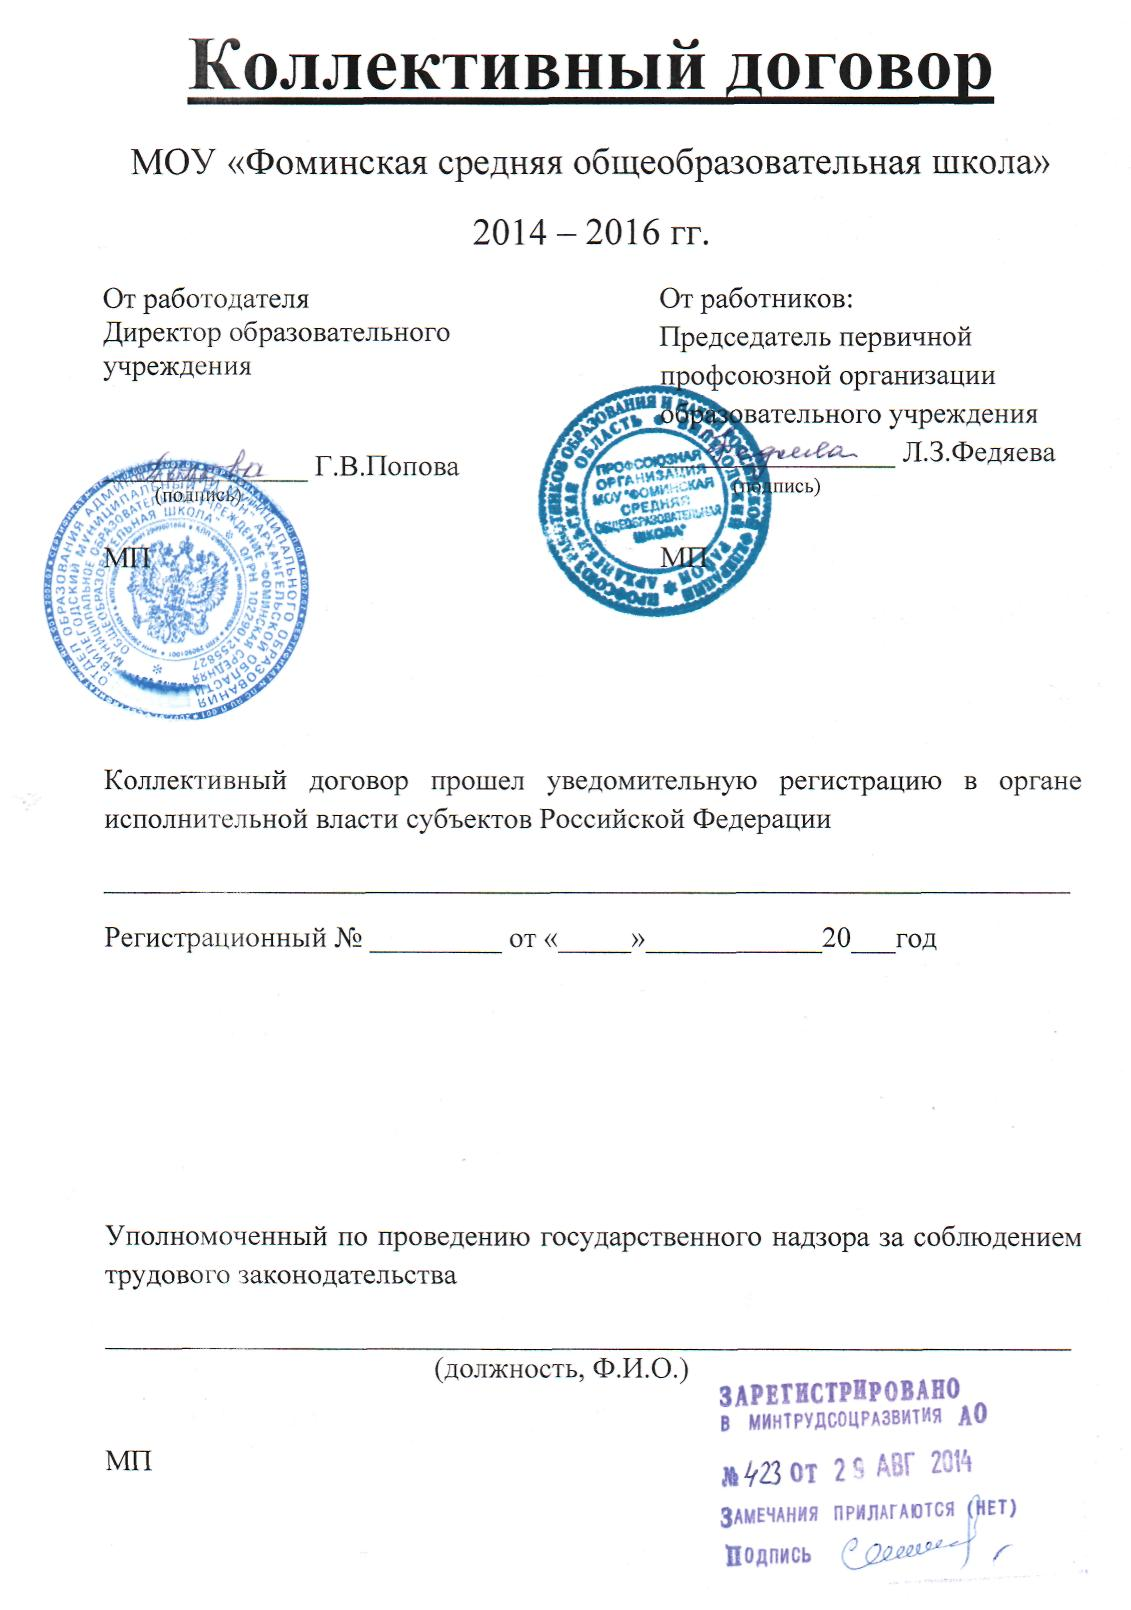 Коллективный договор
МОУ «Фоминская средняя общеобразовательная школа»
2014 – 2016 гг.
От работодателя
Директор образовательного
учреждения
Г.В.Попова
(подпись)
МП
От работников:
Председатель первичной
профсоюзной организации
образовательного учреждения
Федяева Л.З.Федяева
(подпись)
МП
ПРОФСОЮЗНАЯ
ОРГАНИЗАЦИЯ
МОУ "ФОМИНСКАЯ
СРЕДНЯЯ
ОБЩЕОБРАЗОВАТЕЛЬНАЯ
ШКОЛА"
Коллективный договор прошел уведомительную регистрацию в органе
исполнительной власти субъектов Российской Федерации
Регистрационный № _________ от «_____»____________20___год
Уполномоченный по проведению государственного надзора за соблюдением
трудового законодательства
(должность, Ф.И.О.)
МП
ЗАРЕГИСТРИРОВАНО
В МИНТРУДСОЦРАЗВИТИЯ АО
№ 423 ОТ 29 АВГ 2014
ЗАМЕЧАНИЯ ПРИЛАГАЮТСЯ (НЕТ)
ПОДПИСЬ